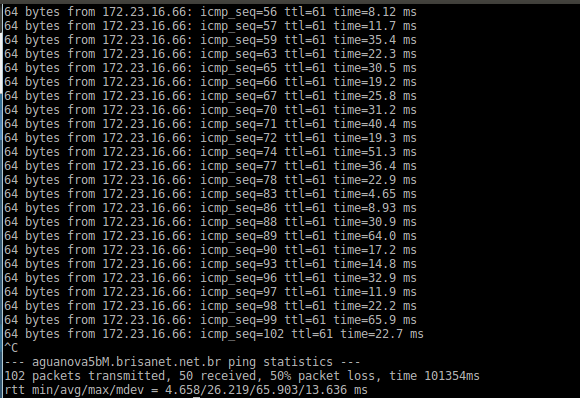 64 bytes from 172.23.16.66: icmp_seq=56 ttl=61 time=8.12 ms
64 bytes from 172.23.16.66: icmp_seq=57 ttl=61 time=11.7 ms
64 bytes from 172.23.16.66: icmp_seq=59 ttl=61 time=35.4 ms
64 bytes from 172.23.16.66: icmp_seq=63 ttl=61 time=22.3 ms
64 bytes from 172.23.16.66: icmp_seq=65 ttl=61 time=30.5 ms
64 bytes from 172.23.16.66: icmp_seq=66 ttl=61 time=19.2 ms
64 bytes from 172.23.16.66: icmp_seq=67 ttl=61 time=25.8 ms
64 bytes from 172.23.16.66: icmp_seq=70 ttl=61 time=31.2 ms
64 bytes from 172.23.16.66: icmp_seq=71 ttl=61 time=40.4 ms
64 bytes from 172.23.16.66: icmp_seq=72 ttl=61 time=19.3 ms
64 bytes from 172.23.16.66: icmp_seq=74 ttl=61 time=51.3 ms
64 bytes from 172.23.16.66: icmp_seq=77 ttl=61 time=36.4 ms
64 bytes from 172.23.16.66: icmp_seq=78 ttl=61 time=22.9 ms
64 bytes from 172.23.16.66: icmp_seq=83 ttl=61 time=4.65 ms
64 bytes from 172.23.16.66: icmp_seq=86 ttl=61 time=8.93 ms
64 bytes from 172.23.16.66: icmp_seq=88 ttl=61 time=30.9 ms
64 bytes from 172.23.16.66: icmp_seq=89 ttl=61 time=64.0 ms
64 bytes from 172.23.16.66: icmp_seq=90 ttl=61 time=17.2 ms
64 bytes from 172.23.16.66: icmp_seq=93 ttl=61 time=14.8 ms
64 bytes from 172.23.16.66: icmp_seq=96 ttl=61 time=32.9 ms
64 bytes from 172.23.16.66: icmp_seq=97 ttl=61 time=11.9 ms
64 bytes from 172.23.16.66: icmp_seq=98 ttl=61 time=22.2 ms
64 bytes from 172.23.16.66: icmp_seq=99 ttl=61 time=65.9 ms
64 bytes from 172.23.16.66: icmp_seq=102 ttl=61 time=22.7 ms
^C
--- aguanova5bM.brisanet.net.br ping statistics ---
102 packets transmitted, 50 received, 50% packet loss, time 101354ms
rtt min/avg/max/mdev = 4.658/26.219/65.903/13.636 ms